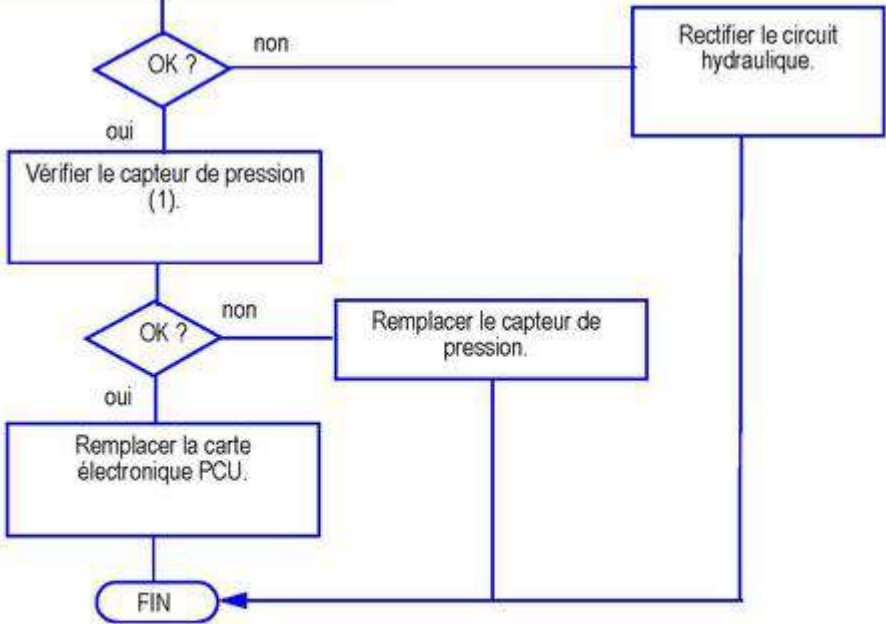 OK ?
non
Rectifier le circuit
hydraulique.
oui
Vérifier le capteur de pression
(1).
OK ?
non
Remplacer le capteur de
pression.
oui
Remplacer la carte
électronique PCU.
FIN